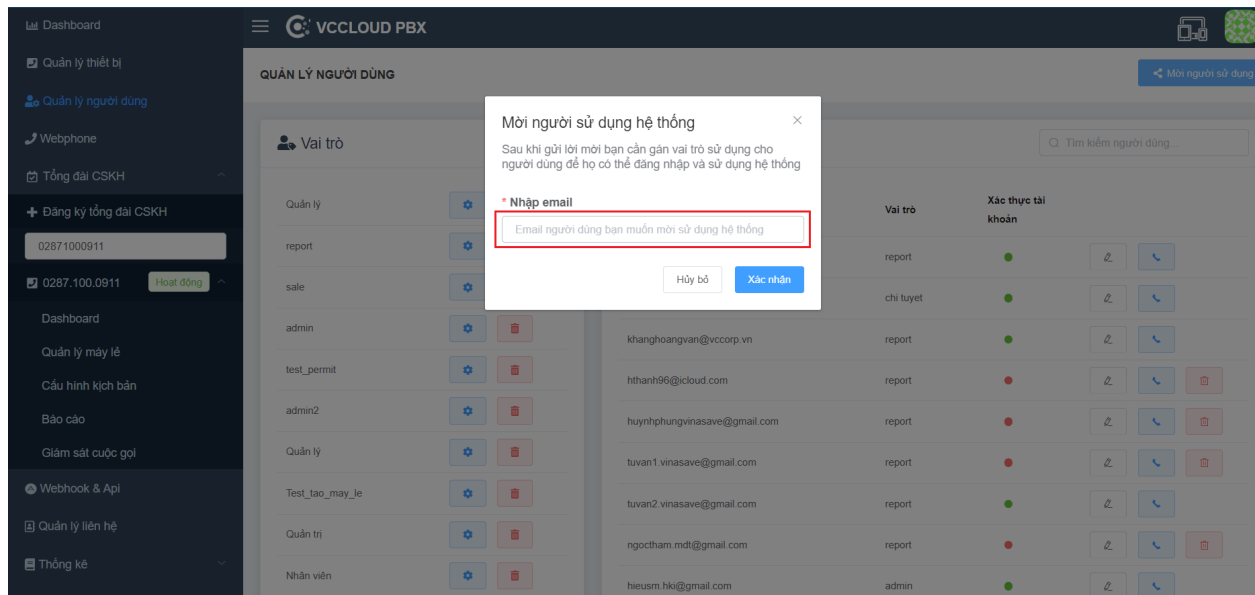 Dashboard
VCCLOUD PBX
Quản lý thiết bị
QUẢN LÝ NGƯỜI DÙNG
Mời người sử dụng
Quản lý người dùng
Webphone
Tổng đài CSKH
Đăng ký tổng đài CSKH
02871000911
0287.100.0911 Hoạt động
Dashboard
Quản lý máy lẻ
Cấu hình kịch bản
Báo cáo
Giám sát cuộc gọi
Webhook & Api
Quản lý liên hệ
Thống kê
Vai trò
Quản lý
report
sale
admin
test_permit
admin2
Quản lý
Test_tao_may_le
Quản trị
Nhân viên
Mời người sử dụng hệ thống
Sau khi gửi lời mời bạn cần gán vai trò sử dụng cho
người dùng để họ có thể đăng nhập và sử dụng hệ thống
* Nhập email
Email người dùng bạn muốn mời sử dụng hệ thống
Hủy bỏ Xác nhận
Tìm kiếm người dùng...
Vai trò Xác thực tài
khoản
report
chi tuyet
khanghoangvan@vccorp.vn report
hthanh96@icloud.com report
huynhphungvinasave@gmail.com report
tuvan1.vinasave@gmail.com report
tuvan2.vinasave@gmail.com report
ngoctham.mdt@gmail.com report
hieusm.hki@gmail.com admin